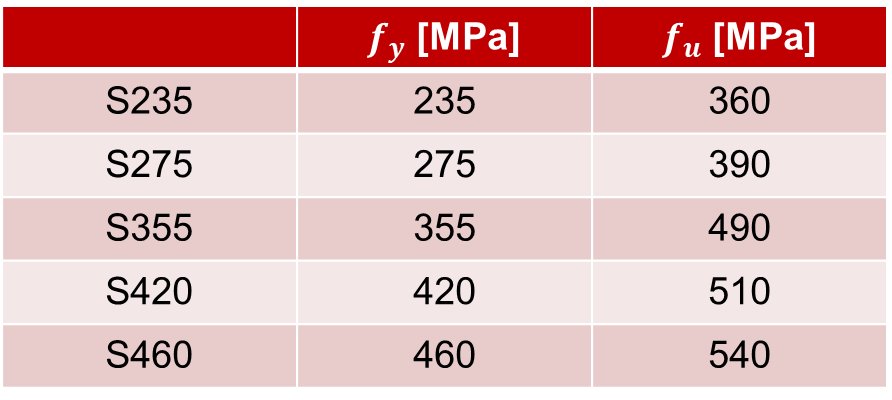 f_y [MPa] f_u [MPa]
S235 235 360
S275 275 390
S355 355 490
S420 420 510
S460 460 540